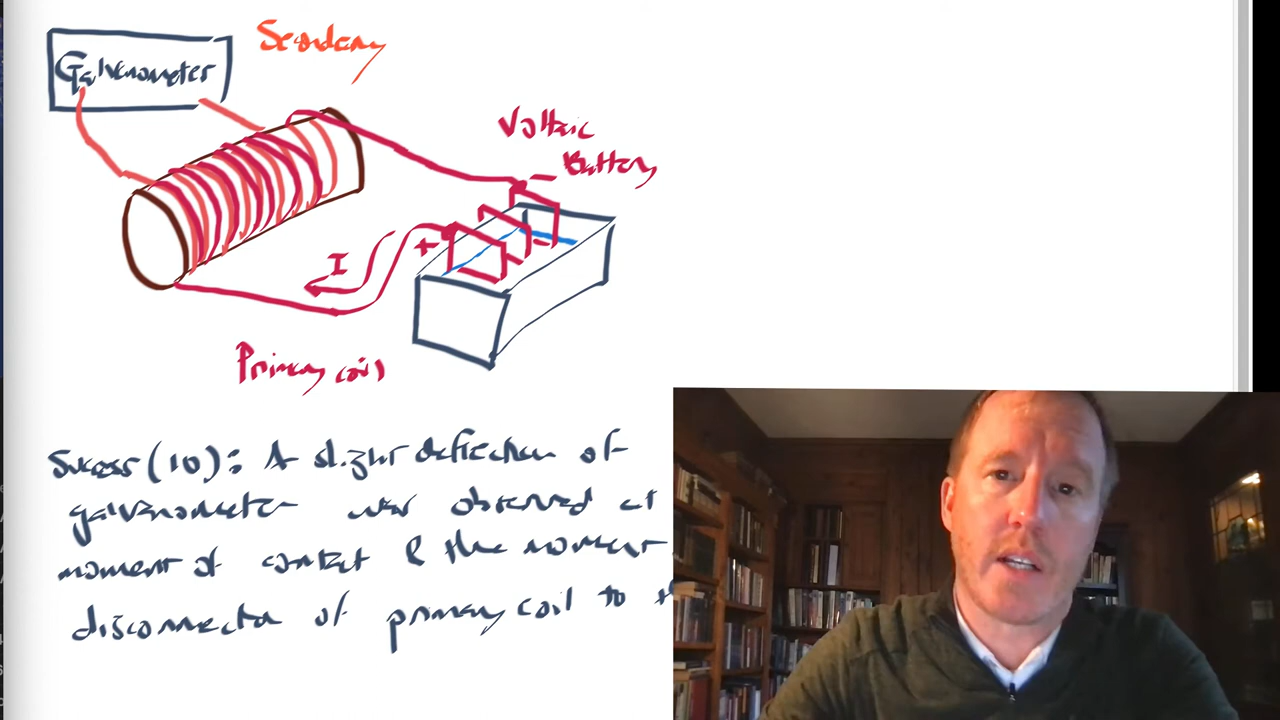 Secondary
Galvanometer
Voltaic
Battery
+
-
I
Primary coil
Success (10): A slight deflection of
galvanometer was observed at
moment of contact & the moment
disconnection of primary coil to